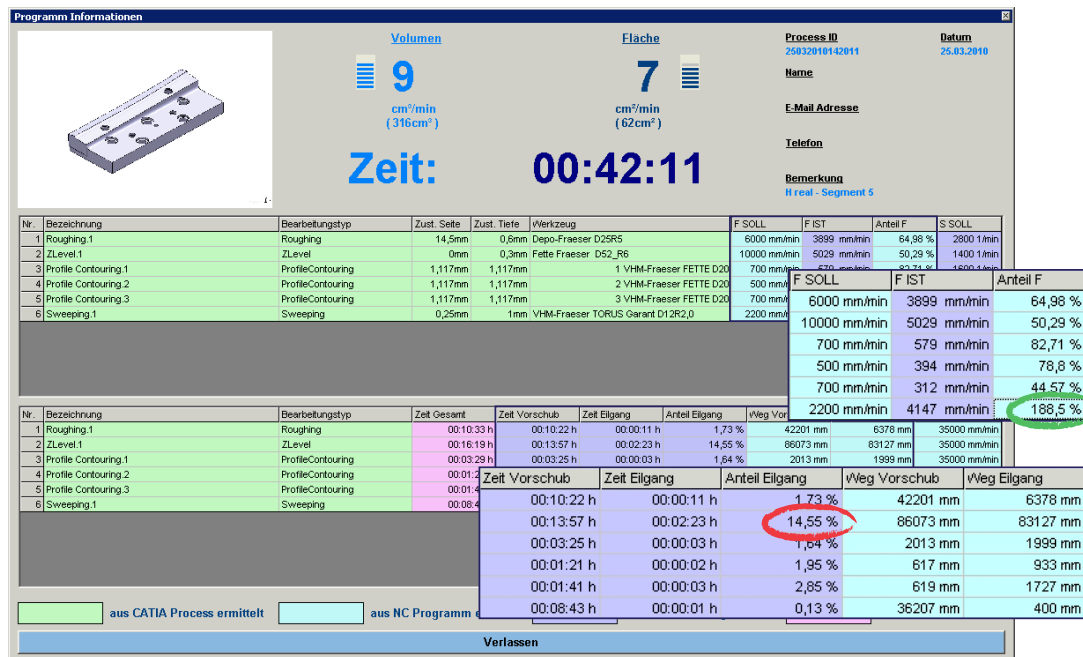 Programm Informationen
Volumen
9
cm³/min
(316cm³)
Fläche
7
cm²/min
(62cm²)
Zeit: 00:42:11
Process ID
25032010142011
Datum
25.03.2010
Name
E-Mail Adresse
Telefon
Bemerkung
H real - Segment 5
Nr. Bezeichnung Bearbeitungstyp Zust. Seite Zust. Tiefe Werkzeug F SOLL F IST Anteil F S SOLL
1 Roughing.1 Roughing 14,5mm 0,6mm Depo-Fraeser D25R5 6000 mm/min 3899 mm/min 64,98 % 2800 1/min
2 ZLevel.1 ZLevel 0mm 0,3mm Fette Fraeser D52_R6 10000 mm/min 5029 mm/min 50,29 % 1400 1/min
3 Profile Contouring.1 ProfileContouring 1,117mm 1,117mm 1 VHM-Fraeser FETTE D20 700 mm/min 579 mm/min 82,71 % 1600 1/min
4 Profile Contouring.2 ProfileContouring 1,117mm 1,117mm 2 VHM-Fraeser FETTE D20 500 mm/
5 Profile Contouring.3 ProfileContouring 1,117mm 1,117mm 3 VHM-Fraeser FETTE D20 700 mm/
6 Sweeping.1 Sweeping 0,25mm 1mm VHM-Fraeser TORUS Garant D12R2,0 2200 mm/
F SOLL F IST Anteil F
6000 mm/min 3899 mm/min 64,98 %
10000 mm/min 5029 mm/min 50,29 %
700 mm/min 579 mm/min 82,71 %
500 mm/min 394 mm/min 78,8 %
700 mm/min 312 mm/min 44,57 %
2200 mm/min 4147 mm/min 188,5 %
Nr. Bezeichnung Bearbeitungstyp Zeit Gesamt Zeit Vorschub Zeit Eilgang Anteil Eilgang Weg Vor
1 Roughing.1 Roughing 00:10:33 h 00:10:22 h 00:00:11 h 1,73 % 42201 mm 6378 mm 35000 mm/min
2 ZLevel.1 ZLevel 00:16:19 h 00:13:57 h 00:02:23 h 14,55 % 86073 mm 83127 mm 35000 mm/min
3 Profile Contouring.1 ProfileContouring 00:03:29 h 00:03:25 h 00:00:03 h 1,64 % 2013 mm 1999 mm 35000 mm/min
4 Profile Contouring.2 ProfileContouring 00:01:2
5 Profile Contouring.3 ProfileContouring 00:01:4
6 Sweeping.1 Sweeping 00:08:4
Zeit Vorschub Zeit Eilgang Anteil Eilgang Weg Vorschub Weg Eilgang
00:10:22 h 00:00:11 h 1,73 % 42201 mm 6378 mm
00:13:57 h 00:02:23 h 14,55 % 86073 mm 83127 mm
00:03:25 h 00:00:03 h 1,64 % 2013 mm 1999 mm
00:01:21 h 00:00:02 h 1,95 % 617 mm 933 mm
00:01:41 h 00:00:03 h 2,85 % 619 mm 1727 mm
00:08:43 h 00:00:01 h 0,13 % 36207 mm 400 mm
aus CATIA Process ermittelt
aus NC Programm e
Verlassen